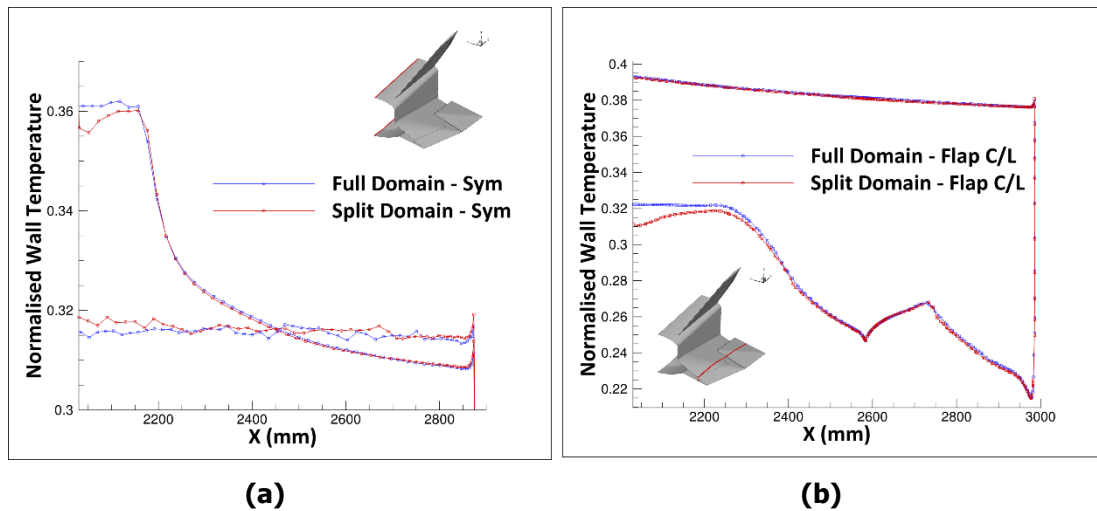 0.36
0.34
0.32
0.3
Normalised Wall Temperature
Full Domain - Sym
Split Domain - Sym
2200
2400
2600
2800
X (mm)
(a)
0.4
0.38
0.36
0.34
0.32
0.3
0.28
0.26
0.24
0.22
Normalised Wall Temperature
Full Domain - Flap C/L
Split Domain - Flap C/L
2200
2400
2600
2800
3000
X (mm)
(b)